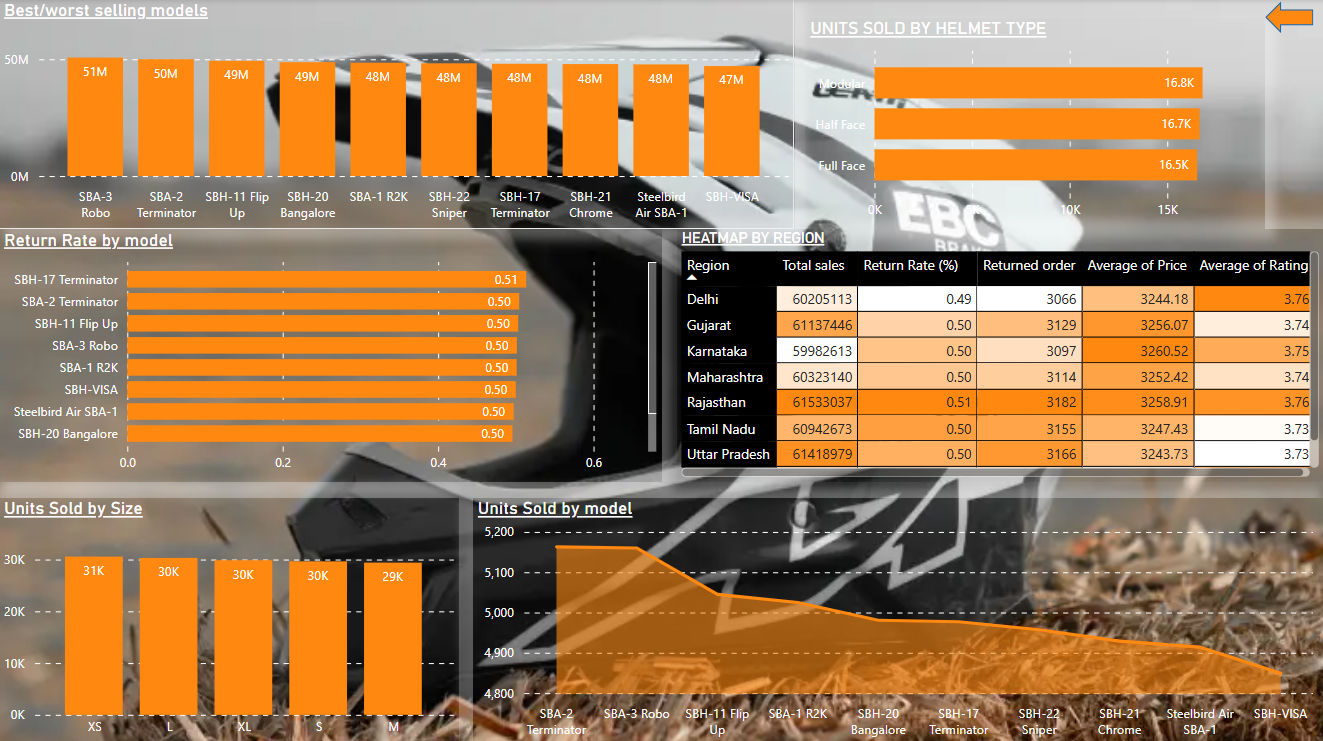 Best/worst selling models
50M
0M
51M
50M
49M
49M
48M
48M
48M
48M
48M
47M
SBA-3 Robo
SBA-2 Terminator
SBH-11 Flip Up
SBH-20 Bangalore
SBA-1 R2K
SBH-22 Sniper
SBH-17 Terminator
SBH-21 Chrome
Steelbird Air SBA-1
SBH-VISA
UNITS SOLD BY HELMET TYPE
Modular 16.8K
Half Face 16.7K
Full Face 16.5K
0K 5K 10K 15K
EBC
BRAKE
Return Rate by model
SBH-17 Terminator 0.51
SBA-2 Terminator 0.50
SBH-11 Flip Up 0.50
SBA-3 Robo 0.50
SBA-1 R2K 0.50
SBH-VISA 0.50
Steelbird Air SBA-1 0.50
SBH-20 Bangalore 0.50
0.0 0.2 0.4 0.6
HEATMAP BY REGION
Region Total sales Return Rate (%) Returned order Average of Price Average of Rating
Delhi 60205113 0.49 3066 3244.18 3.76
Gujarat 61137446 0.50 3129 3256.07 3.74
Karnataka 59982613 0.50 3097 3260.52 3.75
Maharashtra 60323140 0.50 3114 3252.42 3.74
Rajasthan 61533037 0.51 3182 3258.91 3.76
Tamil Nadu 60942673 0.50 3155 3247.43 3.73
Uttar Pradesh 61418979 0.50 3166 3243.73 3.73
Units Sold by Size
30K
20K
10K
0K
31K
30K
30K
30K
29K
XS L XL S M
Units Sold by model
5,200
5,100
5,000
4,900
4,800
SBA-2 Terminator
SBA-3 Robo
SBH-11 Flip Up
SBA-1 R2K
SBH-20 Bangalore
SBH-17 Terminator
SBH-22 Sniper
SBH-21 Chrome
Steelbird Air SBA-1
SBH-VISA